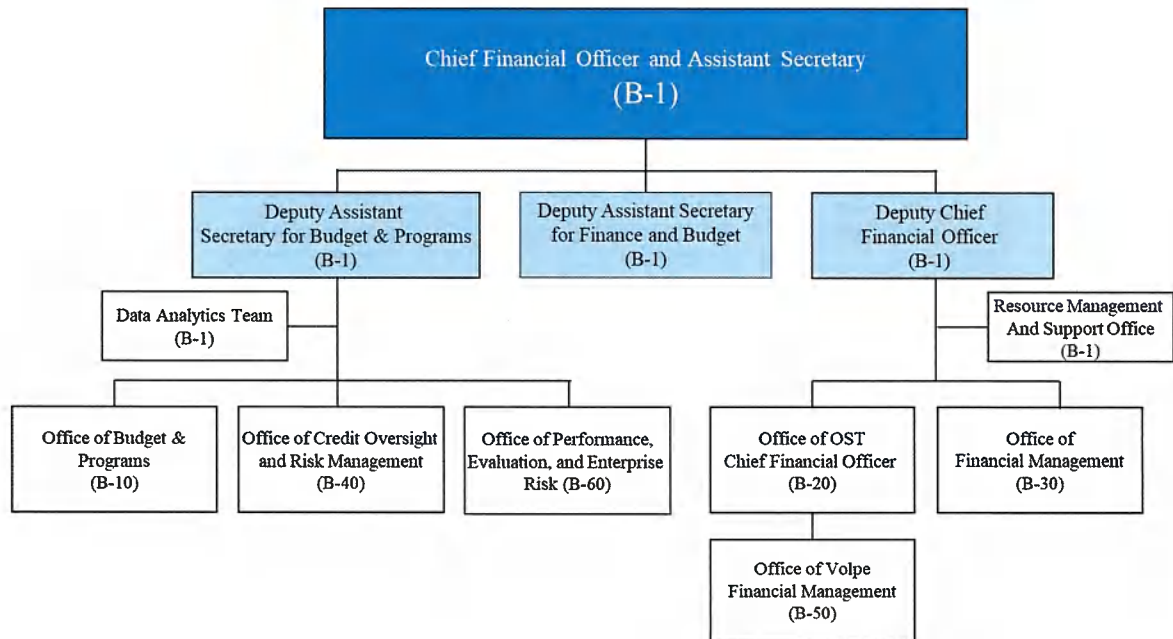 Chief Financial Officer and Assistant Secretary
(B-1)
Deputy Assistant
Secretary for Budget & Programs
(B-1)
Deputy Assistant Secretary
for Finance and Budget
(B-1)
Deputy Chief
Financial Officer
(B-1)
Data Analytics Team
(B-1)
Resource Management
And Support Office
(B-1)
Office of Budget &
Programs
(B-10)
Office of Credit Oversight
and Risk Management
(B-40)
Office of Performance,
Evaluation, and Enterprise
Risk (B-60)
Office of OST
Chief Financial Officer
(B-20)
Office of
Financial Management
(B-30)
Office of Volpe
Financial Management
(B-50)